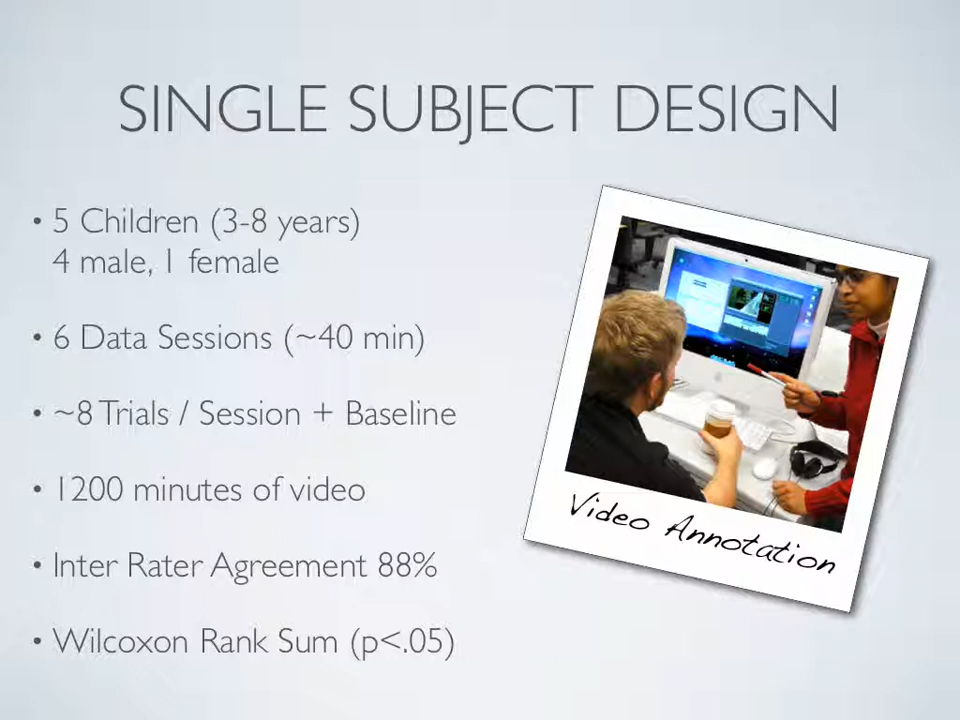 SINGLE SUBJECT DESIGN
• 5 Children (3-8 years)
4 male, 1 female
• 6 Data Sessions (~40 min)
• ~8 Trials / Session + Baseline
• 1200 minutes of video
• Inter Rater Agreement 88%
• Wilcoxon Rank Sum (p<.05)
Video Annotation